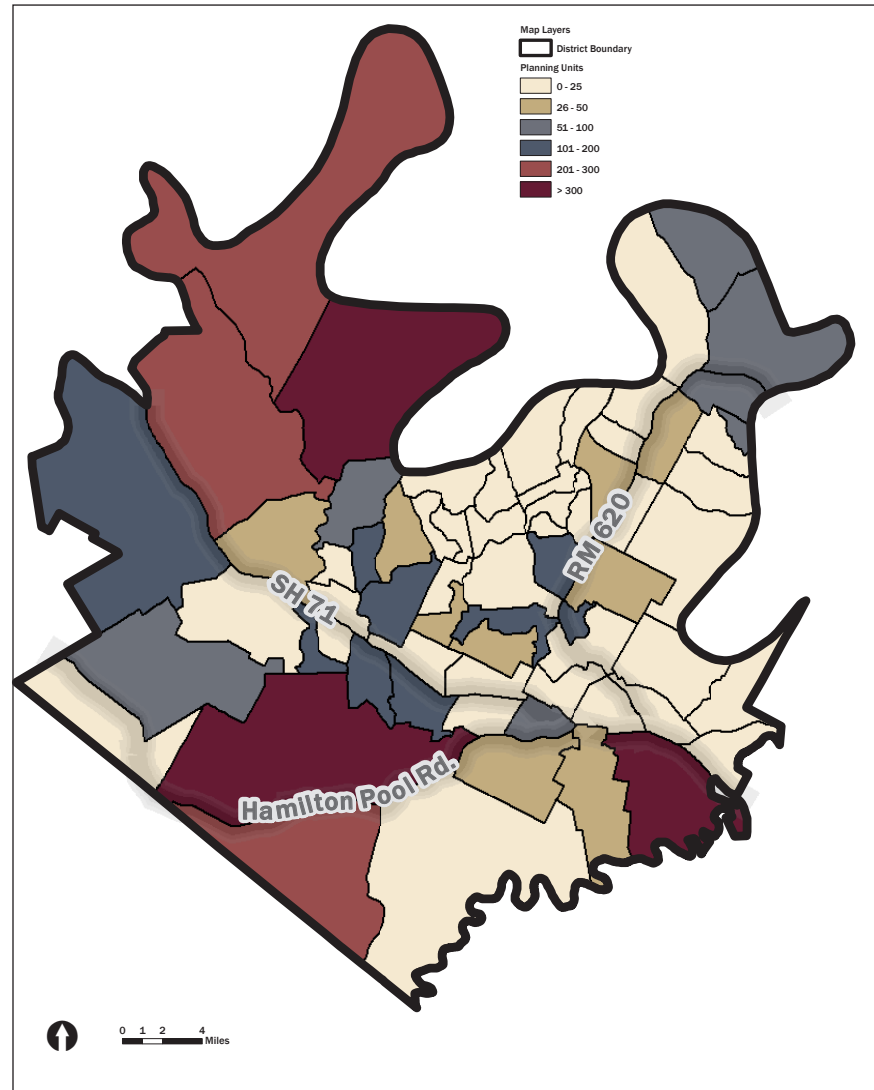 Map Layers
District Boundary
Planning Units
0 - 25
26 - 50
51 - 100
101 - 200
201 - 300
> 300
RM 620
SH 71
Hamilton Pool Rd.
0 1 2 4
Miles